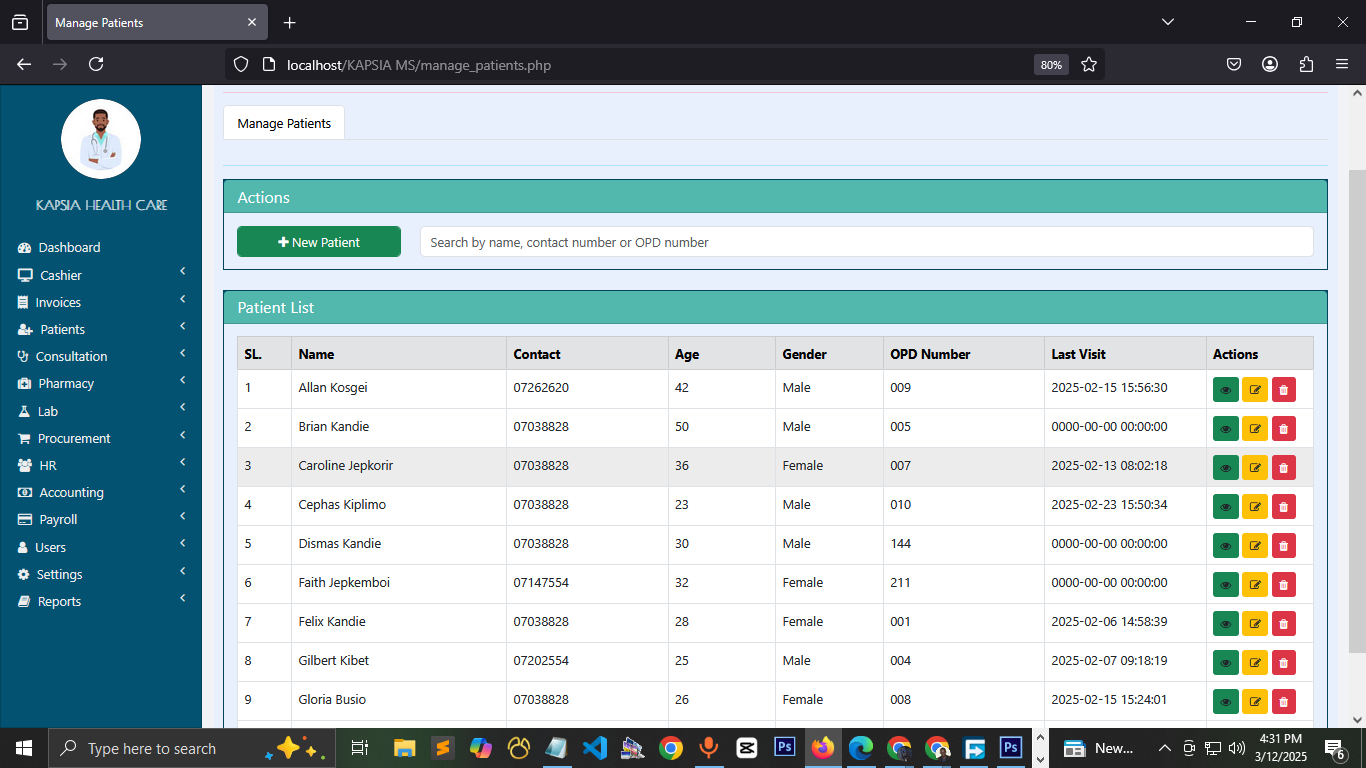 Manage Patients
localhost/KAPSIA MS/manage_patients.php
80%
KAPSIA HEALTH CARE
Dashboard
Cashier
Invoices
Patients
Consultation
Pharmacy
Lab
Procurement
HR
Accounting
Payroll
Users
Settings
Reports
Manage Patients
Actions
New Patient
Search by name, contact number or OPD number
Patient List
SL. Name Contact Age Gender OPD Number Last Visit Actions
1 Allan Kosgei 07262620 42 Male 009 2025-02-15 15:56:30
2 Brian Kandie 07038828 50 Male 005 0000-00-00 00:00:00
3 Caroline Jepkorir 07038828 36 Female 007 2025-02-13 08:02:18
4 Cephas Kiplimo 07038828 23 Male 010 2025-02-23 15:50:34
5 Dismas Kandie 07038828 30 Male 144 0000-00-00 00:00:00
6 Faith Jepkemboi 07147554 32 Female 211 0000-00-00 00:00:00
7 Felix Kandie 07038828 28 Female 001 2025-02-06 14:58:39
8 Gilbert Kibet 07202554 25 Male 004 2025-02-07 09:18:19
9 Gloria Busio 07038828 26 Female 008 2025-02-15 15:24:01
Type here to search
Ps
Ps
New...
4:31 PM
3/12/2025
6